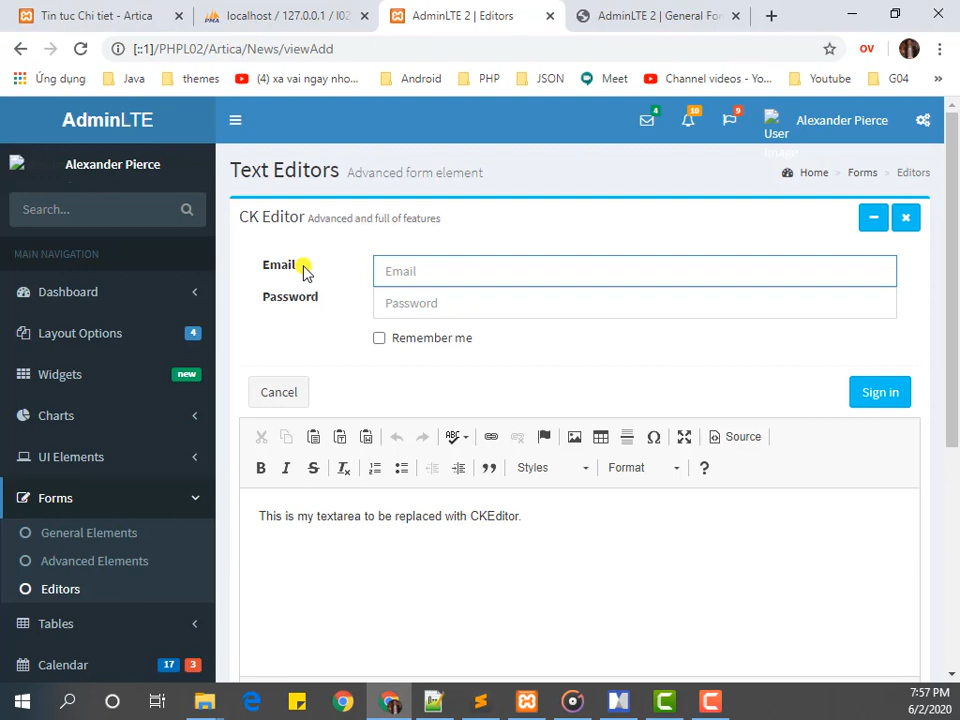 Tin tuc Chi tiet - Artica
localhost / 127.0.0.1 / l02
AdminLTE 2 | Editors
AdminLTE 2 | General For
[::1]/PHPL02/Artica/News/viewAdd
OV
Ứng dụng
Java
themes
(4) xa vai ngay nho...
Android
PHP
JSON
Meet
Channel videos - Yo...
Youtube
G04
»
AdminLTE
4
10
9
User Image
Alexander Pierce
Alexander Pierce
Text Editors Advanced form element
Home > Forms > Editors
Search...
CK Editor Advanced and full of features
MAIN NAVIGATION
Email
Email
Dashboard
Password
Password
Layout Options 4
Remember me
Widgets new
Cancel
Sign in
Charts
UI Elements
ABC
Ω
Source
B I S Tx
Styles
Format
?
Forms
This is my textarea to be replaced with CKEditor.
General Elements
Advanced Elements
Editors
Tables
Calendar 17 3
7:57 PM
6/2/2020